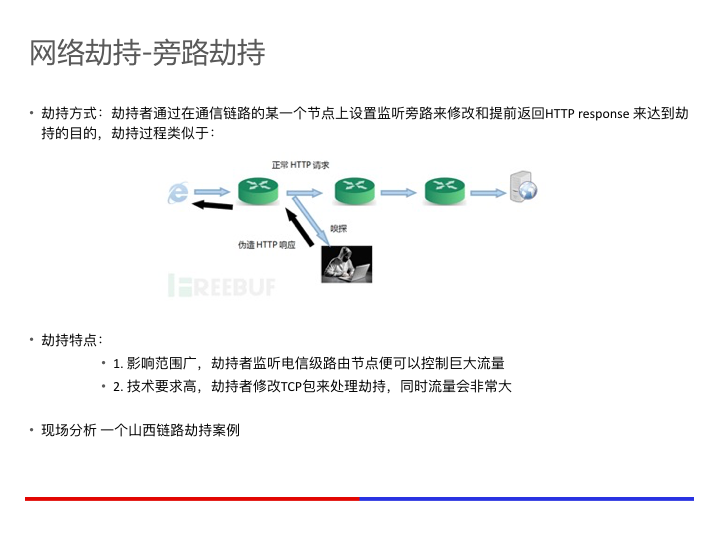 网络劫持-旁路劫持
• 劫持方式：劫持者通过在通信链路的某一个节点上设置监听旁路来修改和提前返回HTTP response 来达到劫
持的目的，劫持过程类似于：
正常 HTTP 请求
嗅探
伪造 HTTP 响应
FREEBUF
• 劫持特点：
• 1. 影响范围广，劫持者监听电信级路由节点便可以控制巨大流量
• 2. 技术要求高，劫持者修改TCP包来处理劫持，同时流量会非常大
• 现场分析 一个山西链路劫持案例